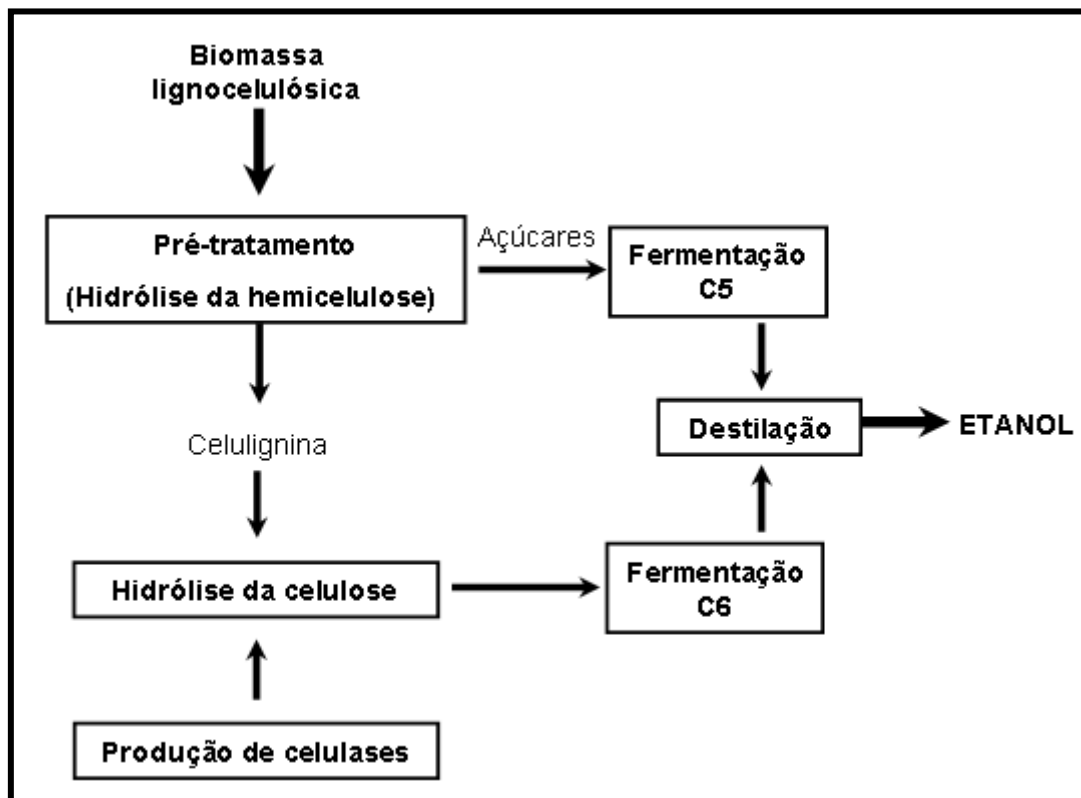 Biomassa
lignocelulósica
Pré-tratamento
(Hidrólise da hemicelulose)
Açúcares
Fermentação
C5
Celulignina
Destilação
ETANOL
Hidrólise da celulose
Fermentação
C6
Produção de celulases